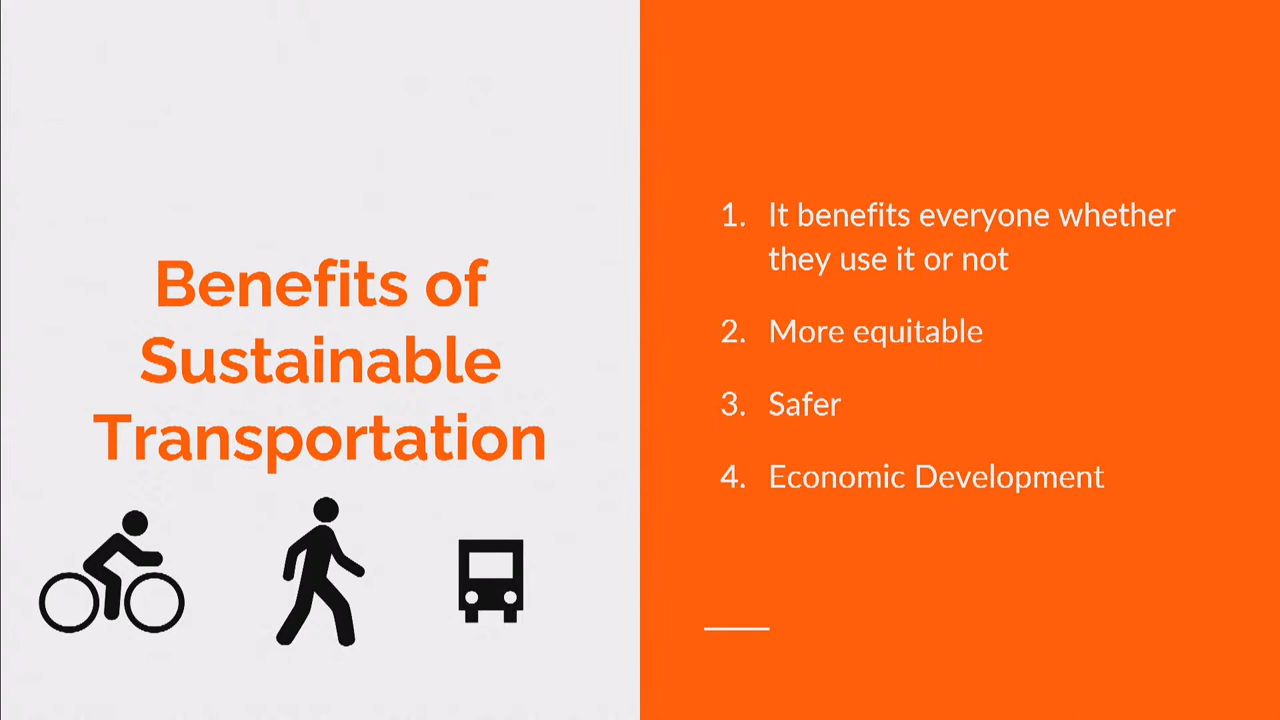 Benefits of
Sustainable
Transportation
1. It benefits everyone whether
they use it or not
2. More equitable
3. Safer
4. Economic Development